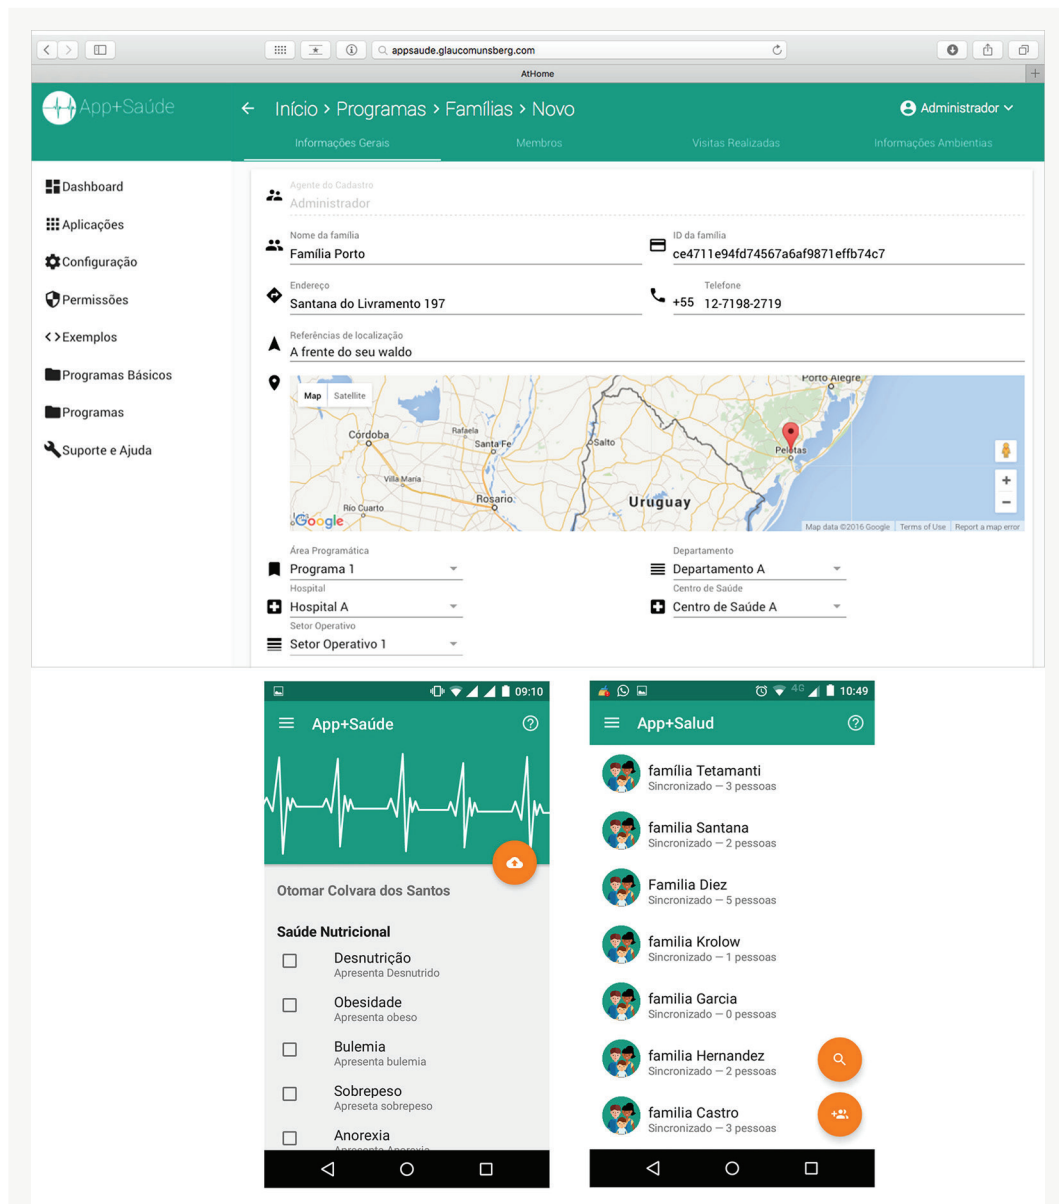 appsaude.glaucomunsberg.com
AtHome
App+Saúde
Início > Programas > Famílias > Novo
Administrador
Informações Gerais Membros Visitas Realizadas Informações Ambientias
Dashboard
Aplicações
Configuração
Permissões
Exemplos
Programas Básicos
Programas
Suporte e Ajuda
Agente do Cadastro
Administrador
Nome da família
Família Porto
ID da família
ce4711e94fd74567a6af9871effb74c7
Endereço
Santana do Livramento 197
Telefone
+55 12-7198-2719
Referências de localização
A frente do seu waldo
Map Satellite
Porto Alegre
Córdoba
Rafaela
Santa Fe
Salto
Pelotas
Villa María
Rosario
Río Cuarto
Uruguay
Google
Map data ©2016 Google Terms of Use Report a map error
Área Programática
Programa 1
Departamento
Departamento A
Hospital
Hospital A
Centro de Saúde
Centro de Saúde A
Setor Operativo
Setor Operativo 1
09:10
App+Saúde
Otomar Colvara dos Santos
Saúde Nutricional
Desnutrição
Apresenta Desnutrido
Obesidade
Apresenta obeso
Bulemia
Apresenta bulemia
Sobrepeso
Apreseta sobrepeso
Anorexia
Apresenta Anorexia
4G 10:49
App+Salud
família Tetamanti
Sincronizado — 3 pessoas
familia Santana
Sincronizado — 2 pessoas
Familia Diez
Sincronizado — 5 pessoas
familia Krolow
Sincronizado — 1 pessoas
familia Garcia
Sincronizado — 0 pessoas
familia Hernandez
Sincronizado — 2 pessoas
familia Castro
Sincronizado — 3 pessoas